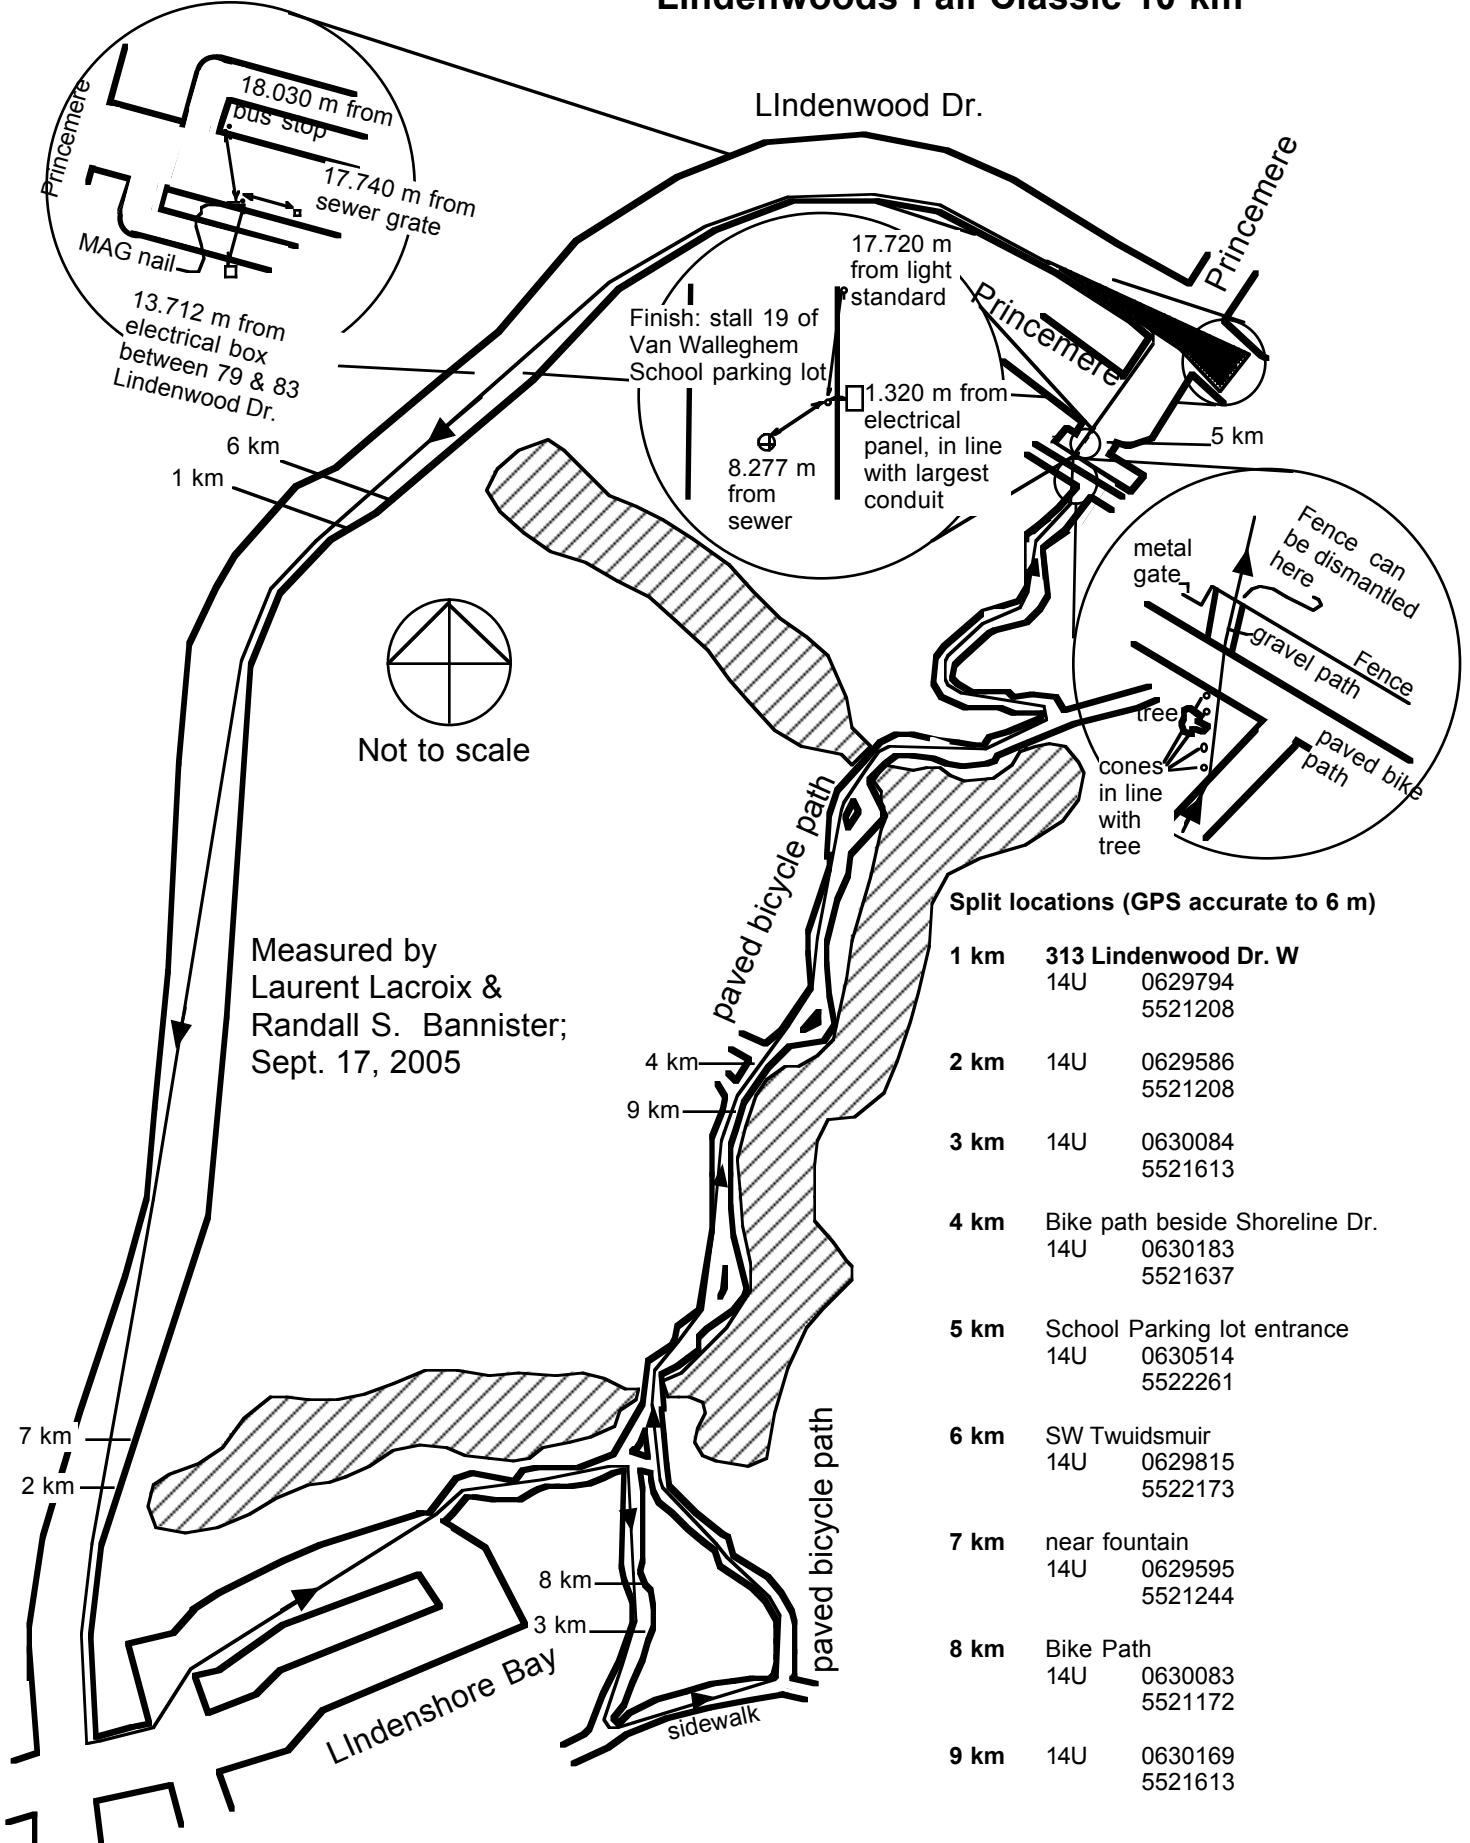 Lindenwoods Fall Classic 10 km
Princemere
18.030 m from
bus stop
17.740 m from
sewer grate
MAG nail
13.712 m from
electrical box
between 79 & 83
Lindenwood Dr.
LIndenwood Dr.
Princemere
Princemere
17.720 m
from light
standard
Finish: stall 19 of
Van Walleghem
School parking lot
1.320 m from
electrical
panel, in line
with largest
conduit
8.277 m
from
sewer
5 km
6 km
1 km
Fence can
be dismantled
here
metal
gate
gravel path
Fence
tree
paved bike
path
cones
in line
with
tree
Not to scale
paved bicycle path
Measured by
Laurent Lacroix &
Randall S. Bannister;
Sept. 17, 2005
4 km
9 km
7 km
2 km
8 km
3 km
paved bicycle path
LIndenshore Bay
sidewalk
Split locations (GPS accurate to 6 m)
1 km 313 Lindenwood Dr. W
14U 0629794
5521208
2 km 14U 0629586
5521208
3 km 14U 0630084
5521613
4 km Bike path beside Shoreline Dr.
14U 0630183
5521637
5 km School Parking lot entrance
14U 0630514
5522261
6 km SW Twuidsmuir
14U 0629815
5522173
7 km near fountain
14U 0629595
5521244
8 km Bike Path
14U 0630083
5521172
9 km 14U 0630169
5521613